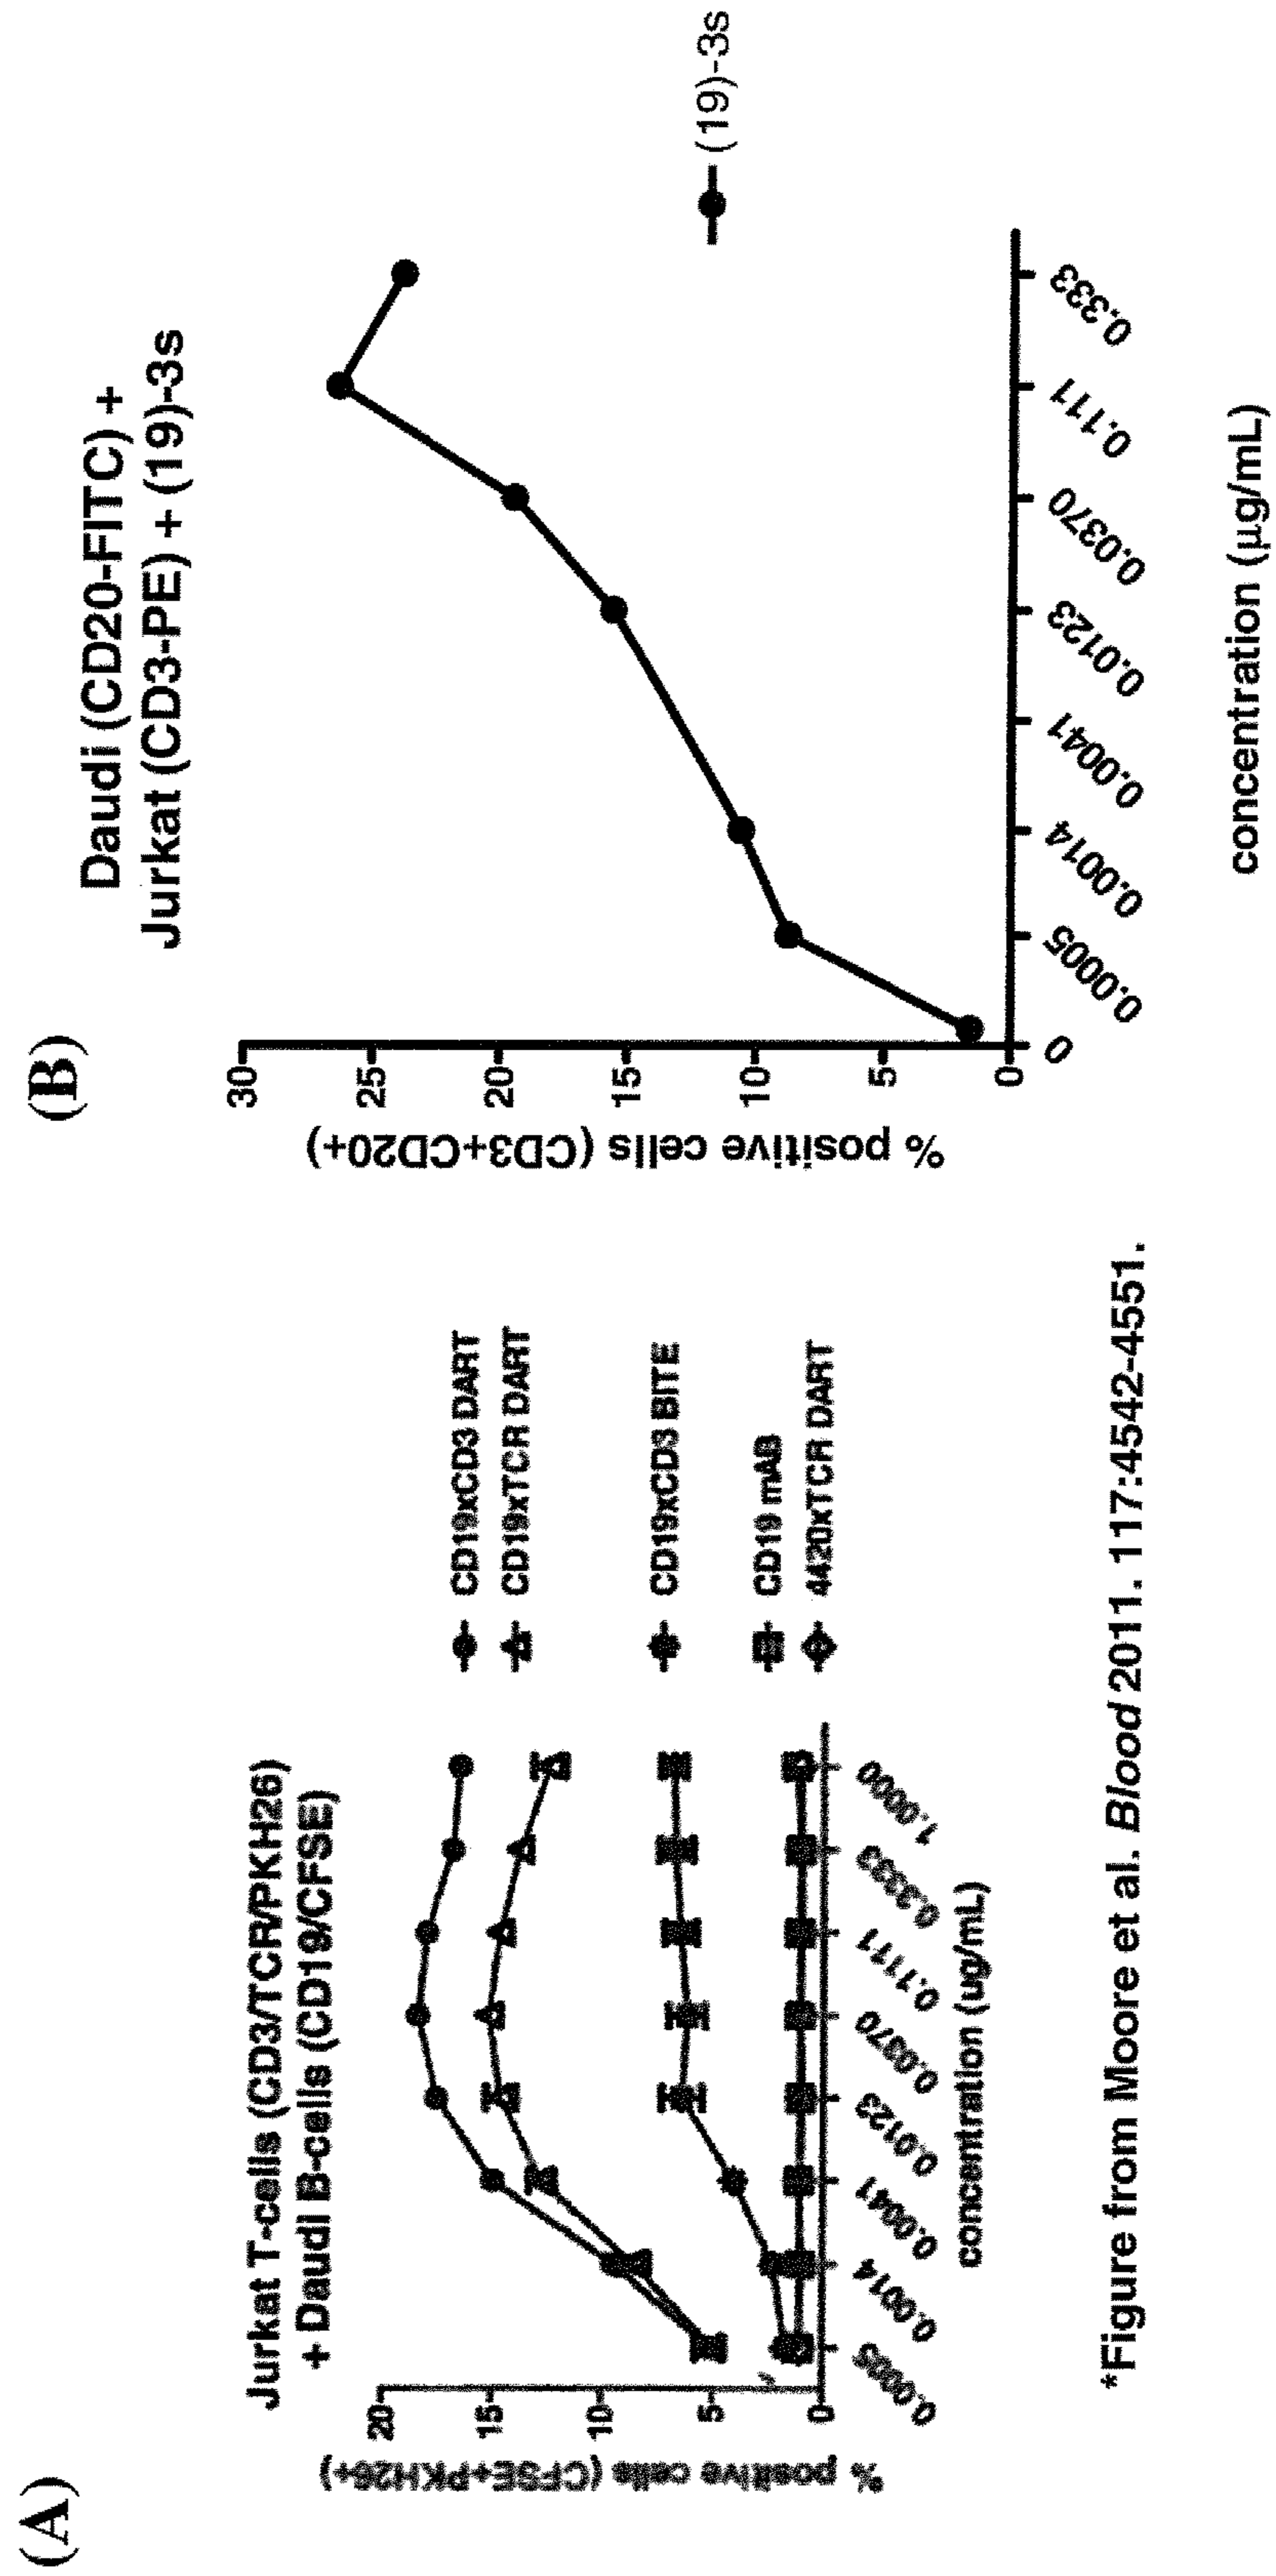 (A)
Jurkat T-cells (CD3/TCR/PKH26)
+ Daudi B-cells (CD19/CFSE)
% positive cells (CFSE+PKH26+)
20
15
10
5
0
0.0005
0.0014
0.0041
0.0123
0.0370
0.1111
0.3333
1.0000
concentration (ug/mL)
CD19xCD3 DART
CD19xTCR DART
CD19xCD3 BITE
CD19 mAB
4420xTCR DART
*Figure from Moore et al. Blood 2011. 117:4542-4551.
(B)
Daudi (CD20-FITC) +
Jurkat (CD3-PE) + (19)-3s
% positive cells (CD3+CD20+)
30
25
20
15
10
5
0
0
0.00005
0.0014
0.0041
0.0123
0.0370
0.111
0.333
concentration (µg/mL)
(19)-3s